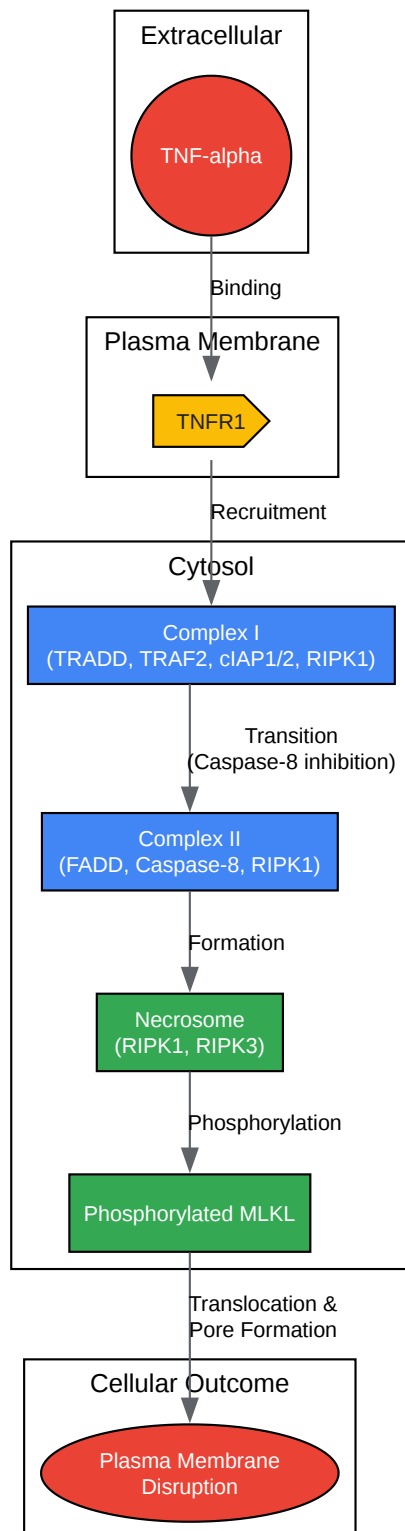 Extracellular
TNF-alpha
Binding
Plasma Membrane
TNFR1
Recruitment
Cytosol
Complex I
(TRADD, TRAF2, cIAP1/2, RIPK1)
Transition
(Caspase-8 inhibition)
Complex II
(FADD, Caspase-8, RIPK1)
Formation
Necrosome
(RIPK1, RIPK3)
Phosphorylation
Phosphorylated MLKL
Translocation &
Pore Formation
Cellular Outcome
Plasma Membrane
Disruption